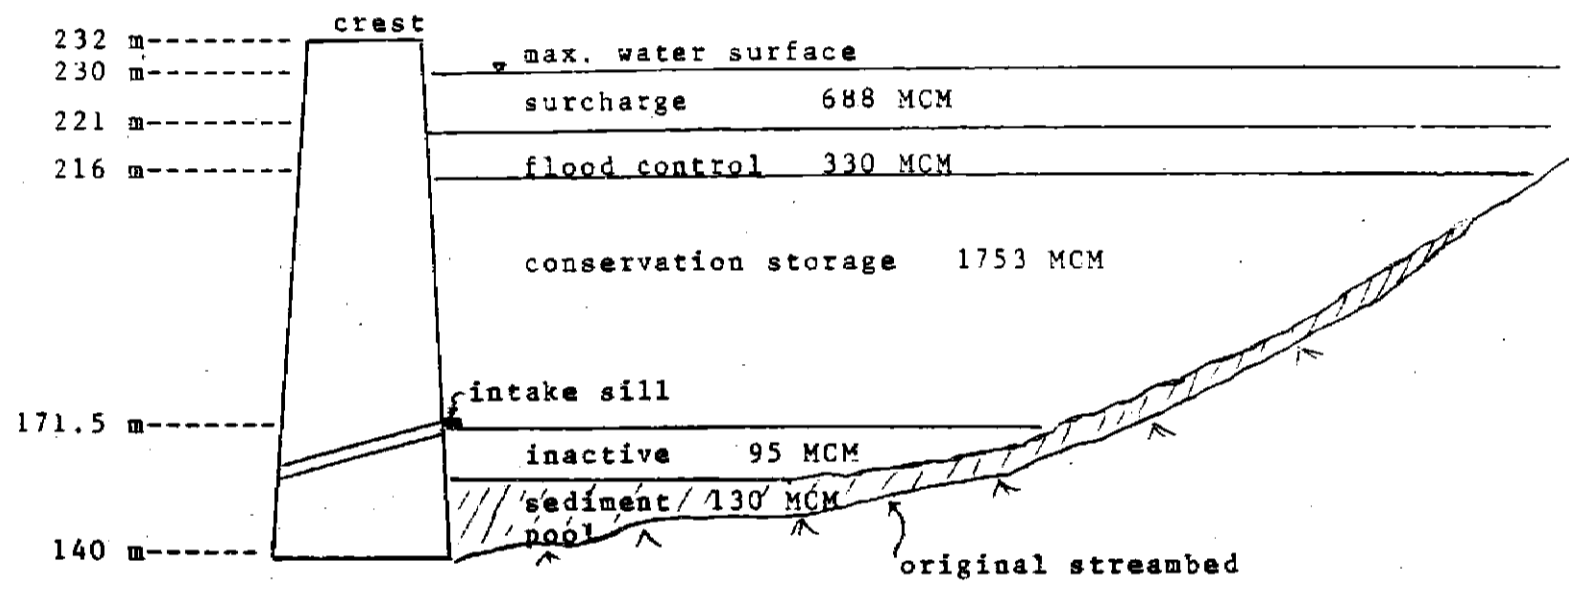 crest
232 m--------
max. water surface
230 m--------
surcharge 688 MCM
221 m--------
flood control 330 MCM
216 m--------
conservation storage 1753 MCM
intake sill
171.5 m-------
inactive 95 MCM
sediment 130 MCM
pool
140 m------
original streambed